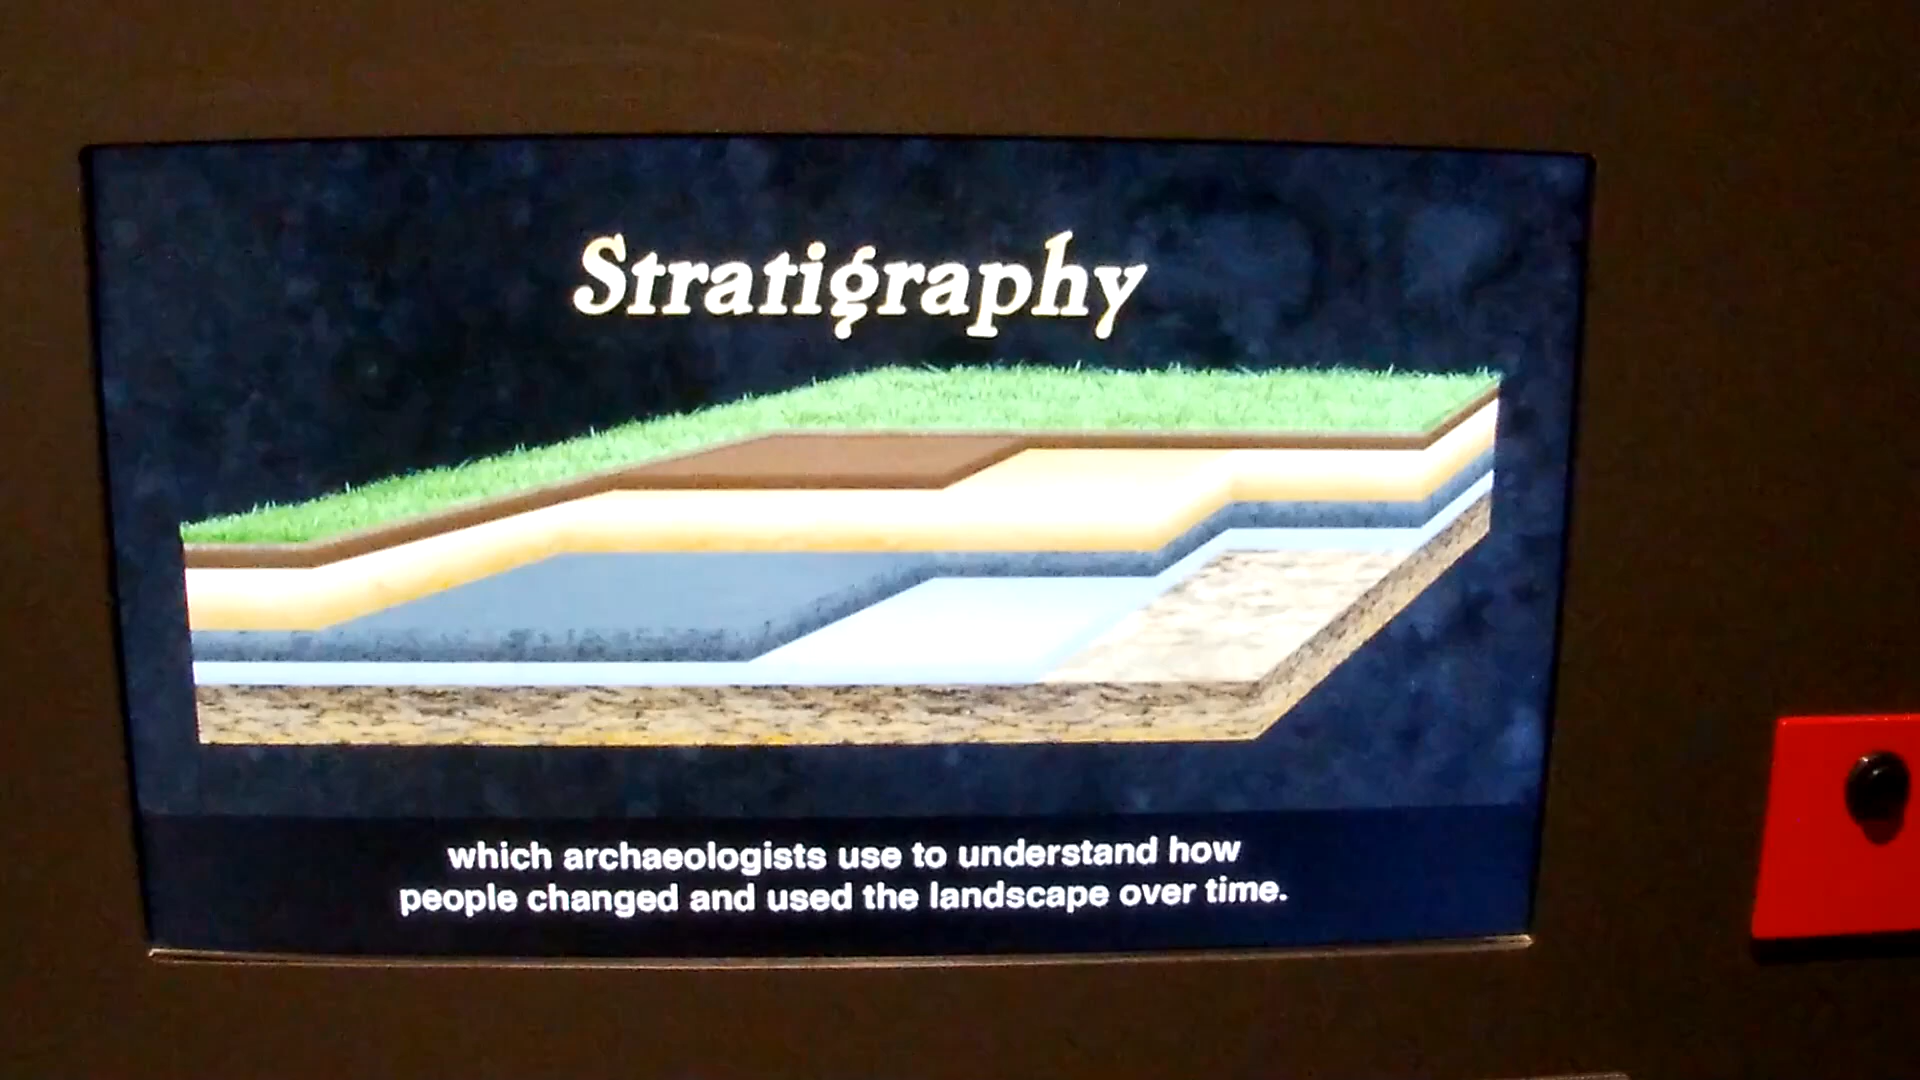 Stratigraphy
which archaeologists use to understand how
people changed and used the landscape over time.